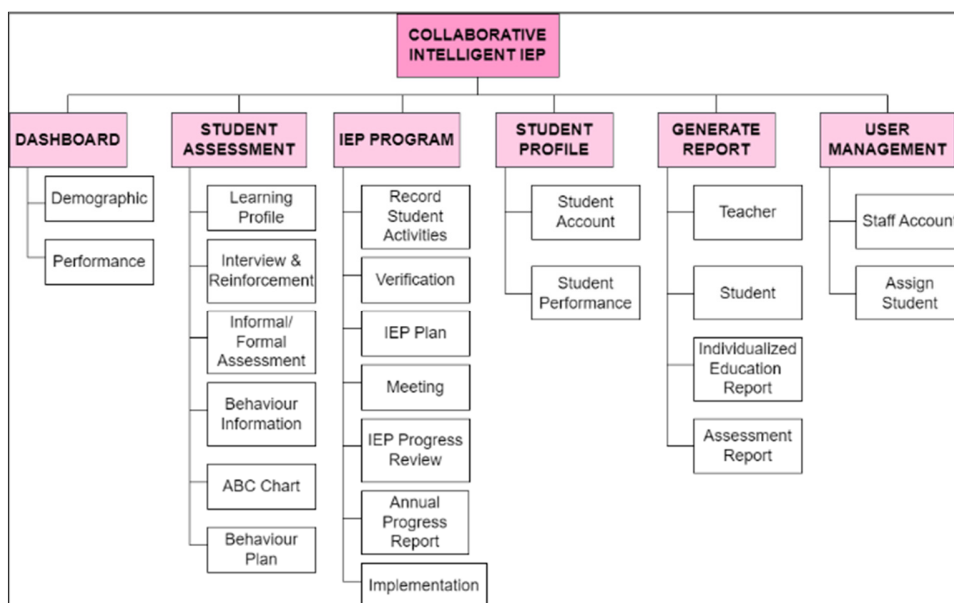 COLLABORATIVE
INTELLIGENT IEP
DASHBOARD
Demographic
Performance
STUDENT
ASSESSMENT
Learning
Profile
Interview &
Reinforcement
Informal/
Formal
Assessment
Behaviour
Information
ABC Chart
Behaviour
Plan
IEP PROGRAM
Record
Student
Activities
Verification
IEP Plan
Meeting
IEP Progress
Review
Annual
Progress
Report
Implementation
STUDENT
PROFILE
Student
Account
Student
Performance
GENERATE
REPORT
Teacher
Student
Individualized
Education
Report
Assessment
Report
USER
MANAGEMENT
Staff Account
Assign
Student